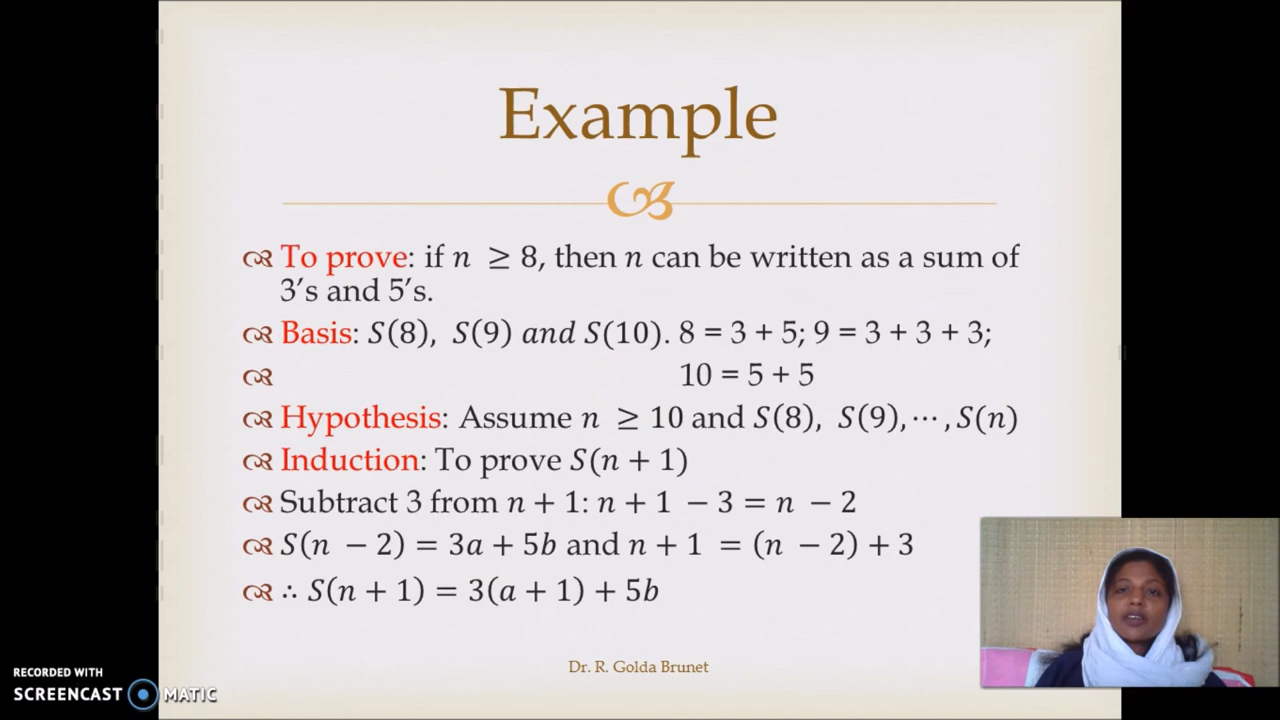 Example
To prove: if n ≥ 8, then n can be written as a sum of
3’s and 5’s.
Basis: S(8), S(9) and S(10). 8 = 3 + 5; 9 = 3 + 3 + 3;
10 = 5 + 5
Hypothesis: Assume n ≥ 10 and S(8), S(9), ⋯ , S(n)
Induction: To prove S(n + 1)
Subtract 3 from n + 1: n + 1 − 3 = n − 2
S(n − 2) = 3a + 5b and n + 1 = (n − 2) + 3
∴ S(n + 1) = 3(a + 1) + 5b
Dr. R. Golda Brunet
RECORDED WITH
SCREENCAST MATIC